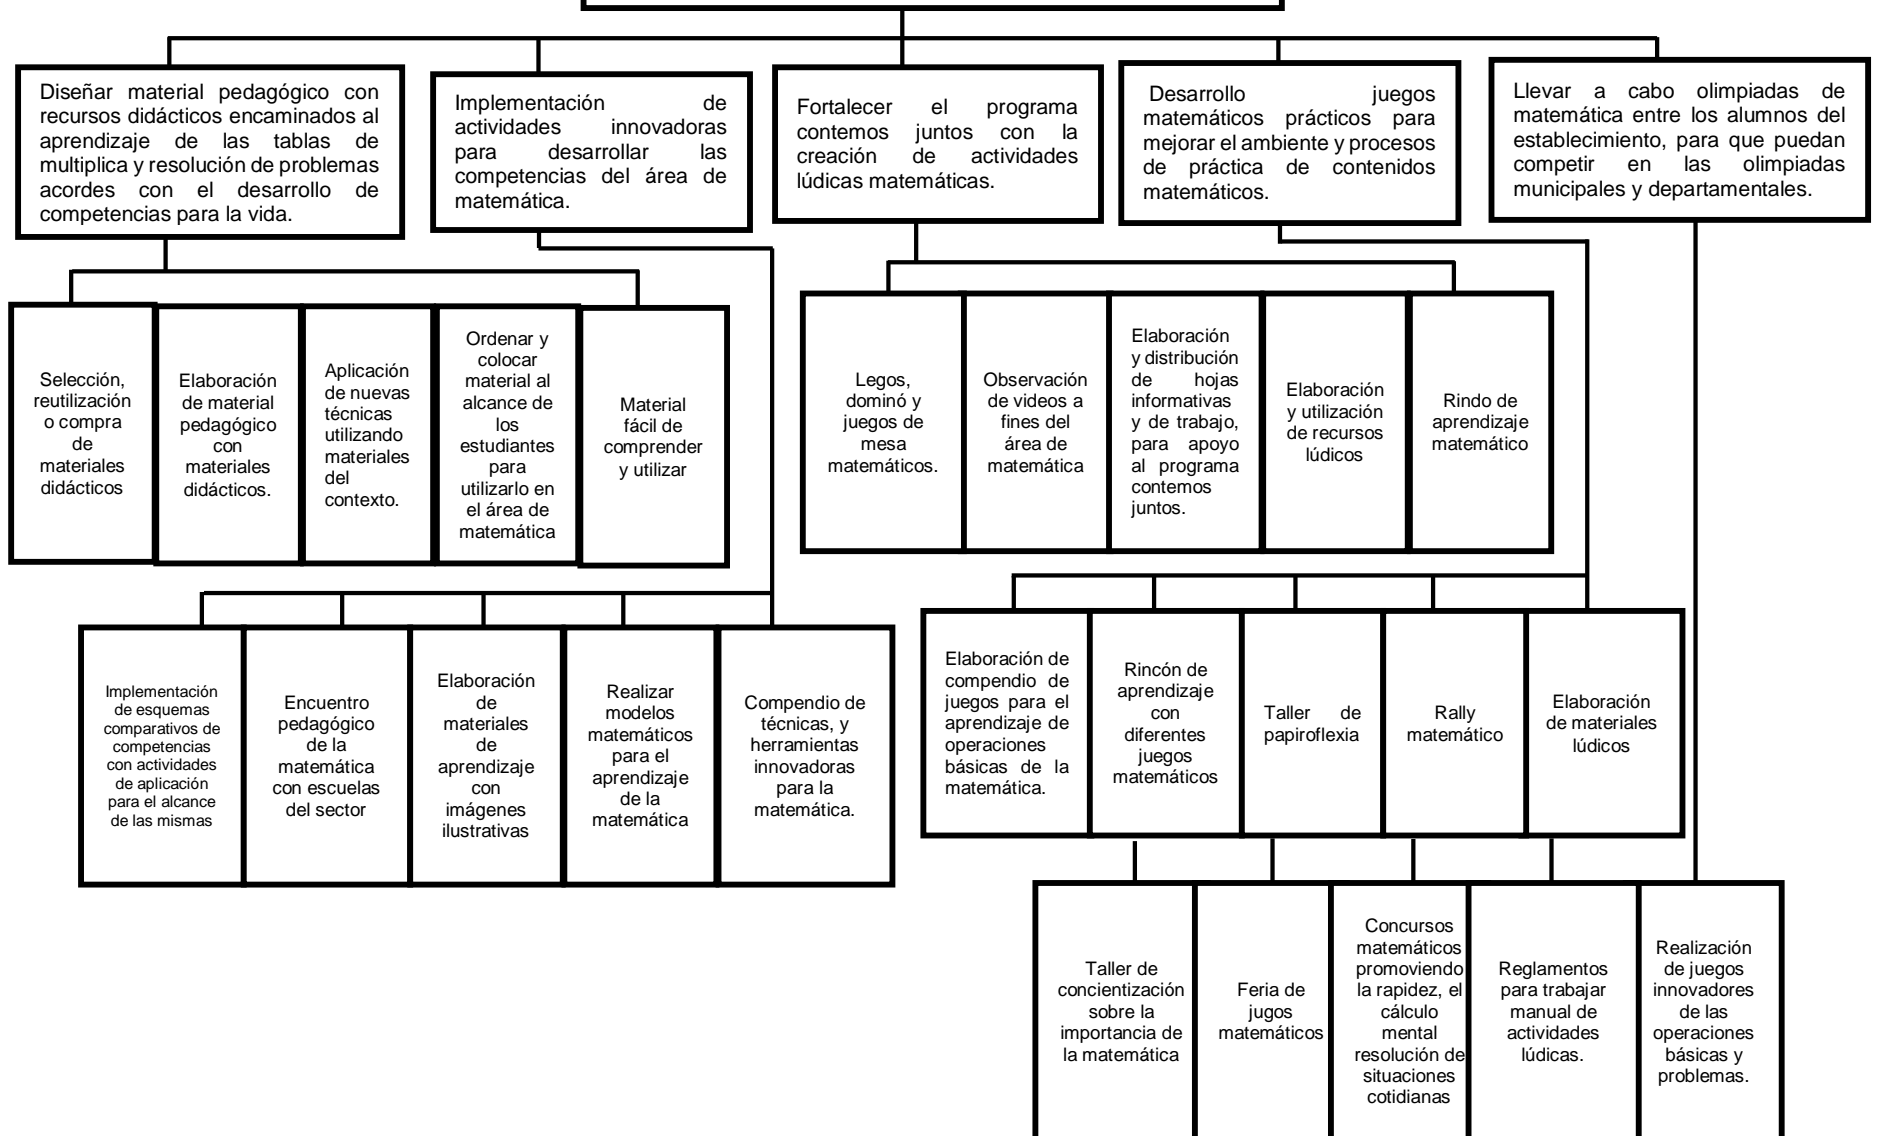 Diseñar material pedagógico con
recursos didácticos encaminados al
aprendizaje de las tablas de
multiplica y resolución de problemas
acordes con el desarrollo de
competencias para la vida.
Implementación de
actividades innovadoras
para desarrollar las
competencias del área de
matemática.
Fortalecer el programa
contemos juntos con la
creación de actividades
lúdicas matemáticas.
Desarrollo juegos
matemáticos prácticos para
mejorar el ambiente y procesos
de práctica de contenidos
matemáticos.
Llevar a cabo olimpiadas de
matemática entre los alumnos del
establecimiento, para que puedan
competir en las olimpiadas
municipales y departamentales.
Selección,
reutilización
o compra
de
materiales
didácticos
Elaboración
de material
pedagógico
con
materiales
didácticos.
Aplicación
de nuevas
técnicas
utilizando
materiales
del
contexto.
Ordenar y
colocar
material al
alcance de
los
estudiantes
para
utilizarlo en
el área de
matemática
Material
fácil de
comprender
y utilizar
Legos,
dominó y
juegos de
mesa
matemáticos.
Observación
de videos a
fines del
área de
matemática
Elaboración
y distribución
de hojas
informativas
y de trabajo,
para apoyo
al programa
contemos
juntos.
Elaboración
y utilización
de recursos
lúdicos
Rindo de
aprendizaje
matemático
Implementación
de esquemas
comparativos de
competencias
con actividades
de aplicación
para el alcance
de las mismas
Encuentro
pedagógico
de la
matemática
con escuelas
del sector
Elaboración
de
materiales
de
aprendizaje
con
imágenes
ilustrativas
Realizar
modelos
matemáticos
para el
aprendizaje
de la
matemática
Compendio de
técnicas, y
herramientas
innovadoras
para la
matemática.
Elaboración de
compendio de
juegos para el
aprendizaje de
operaciones
básicas de la
matemática.
Rincón de
aprendizaje
con
diferentes
juegos
matemáticos
Taller de
papiroflexia
Rally
matemático
Elaboración
de materiales
lúdicos
Taller de
concientización
sobre la
importancia de
la matemática
Feria de
jugos
matemáticos
Concursos
matemáticos
promoviendo
la rapidez, el
cálculo
mental
resolución de
situaciones
cotidianas
Reglamentos
para trabajar
manual de
actividades
lúdicas.
Realización
de juegos
innovadores
de las
operaciones
básicas y
problemas.